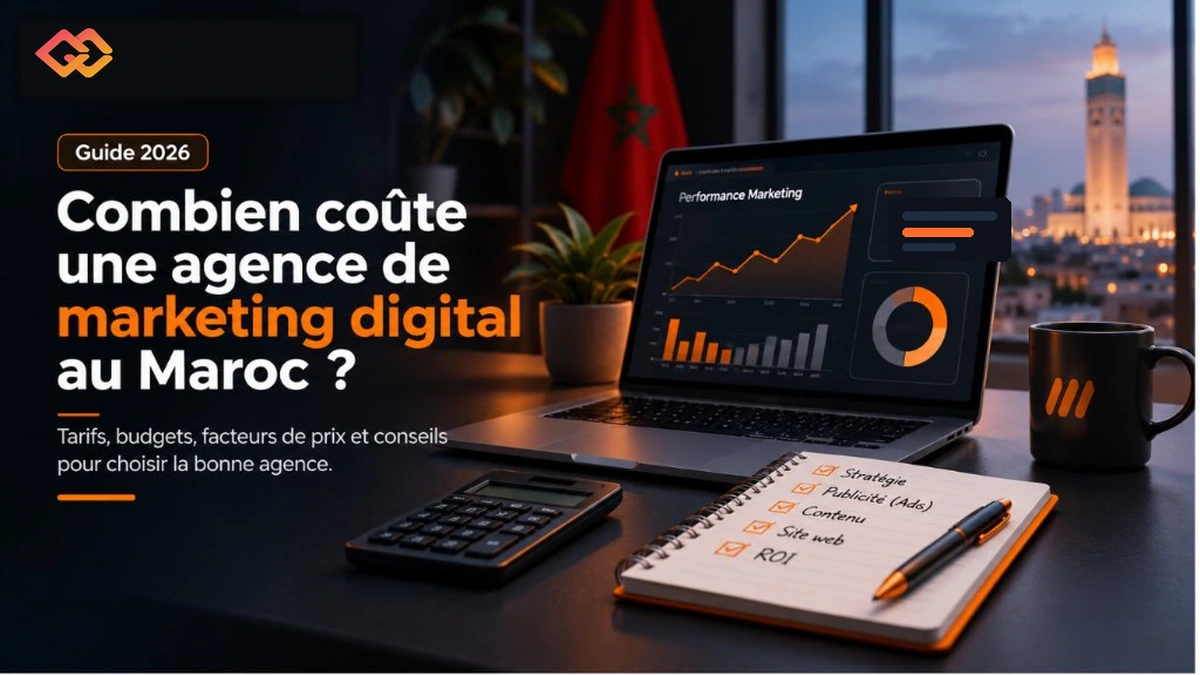 Guide 2026
Combien coûte
une agence de
marketing digital
au Maroc ?
Tarifs, budgets, facteurs de prix et conseils
pour choisir la bonne agence.
Performance Marketing
Stratégie
Publicité (Ads)
Contenu
Site web
ROI